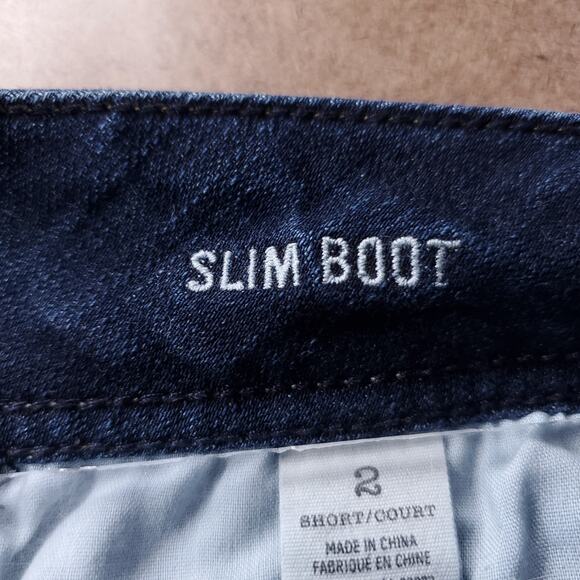 SLIM BOOT
2
SHORT/COURT
MADE IN CHINA
FABRIQUÉ EN CHINE